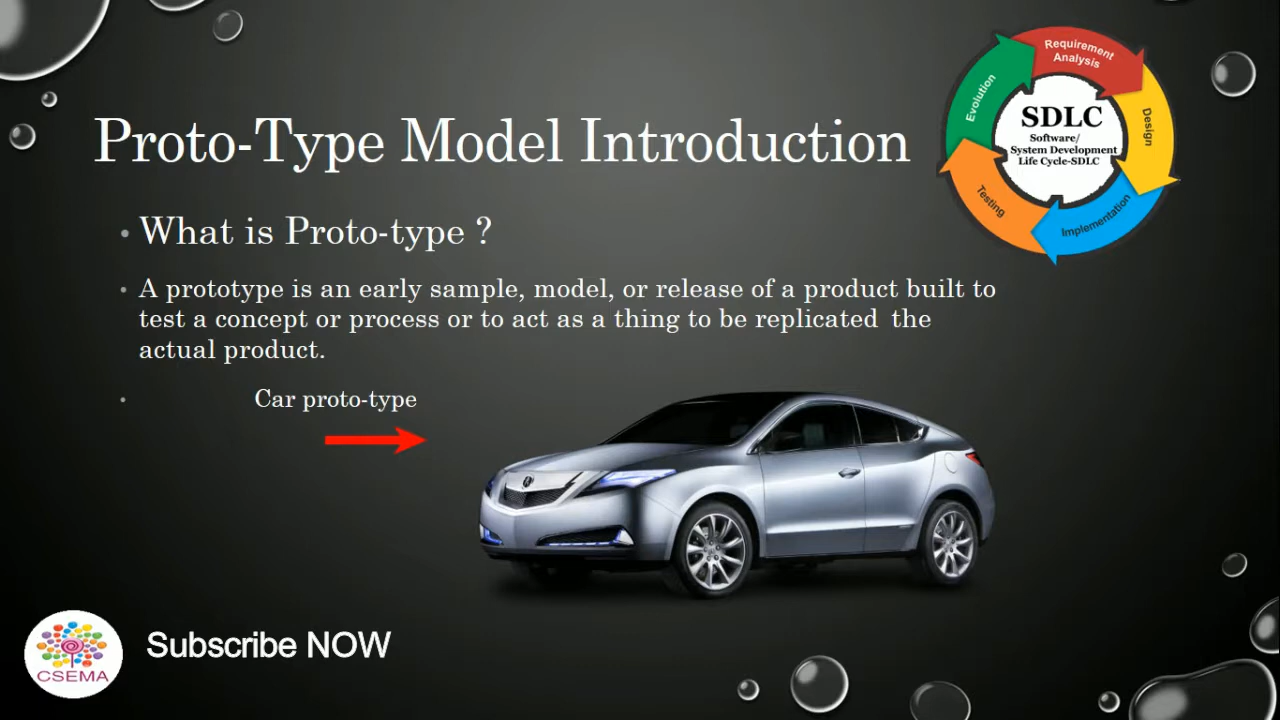 Proto-Type Model Introduction
What is Proto-type ?
A prototype is an early sample, model, or release of a product built to
test a concept or process or to act as a thing to be replicated the
actual product.
Car proto-type
Requirement
Analysis
Design
Implementation
Testing
Evolution
SDLC
Software/
System Development
Life Cycle-SDLC
CSEMA
Subscribe NOW